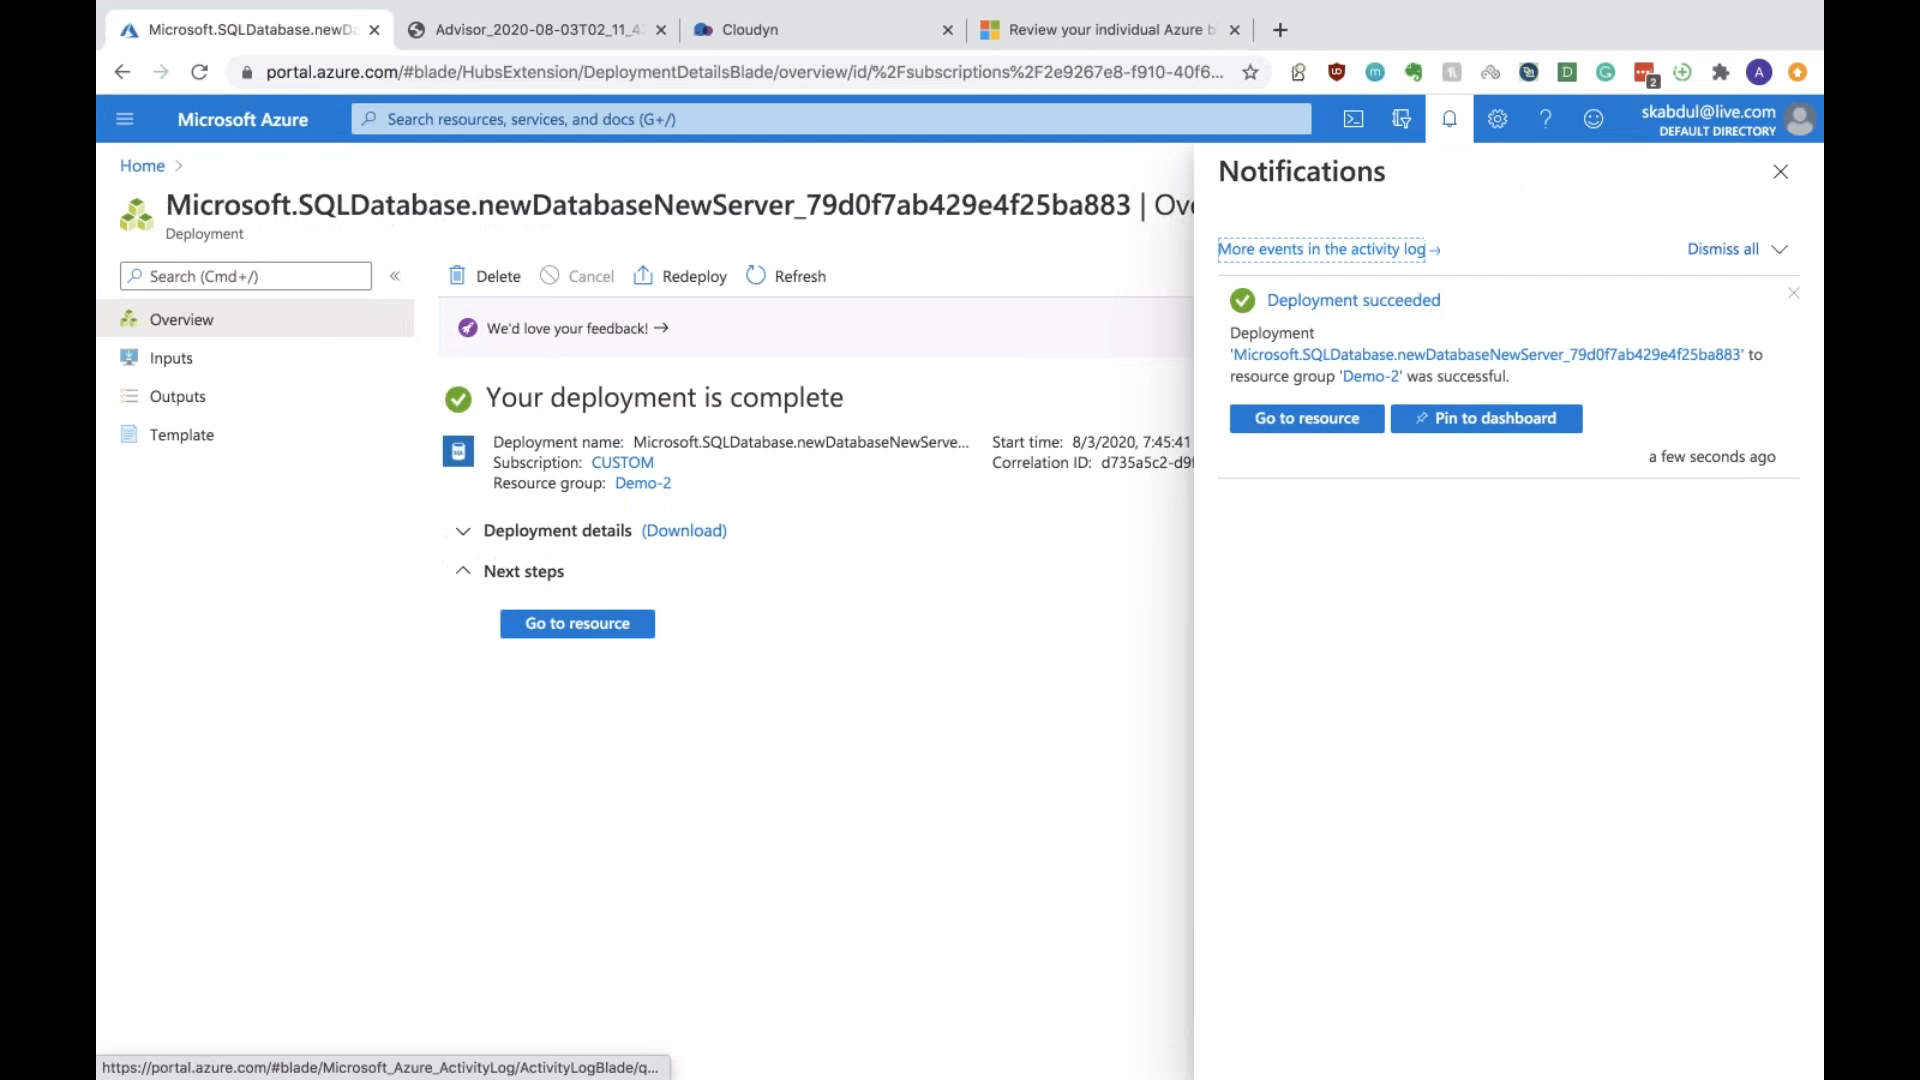 Microsoft.SQLDatabase.newDa
Advisor_2020-08-03T02_11_4
Cloudyn
Review your individual Azure b
portal.azure.com/#blade/HubsExtension/DeploymentDetailsBlade/overview/id/%2Fsubscriptions%2F2e9267e8-f910-40f6...
2
A
Microsoft Azure
Search resources, services, and docs (G+/)
skabdul@live.com
DEFAULT DIRECTORY
Home
Microsoft.SQLDatabase.newDatabaseNewServer_79d0f7ab429e4f25ba883 | Ove
Deployment
Search (Cmd+/)
Overview
Inputs
Outputs
Template
Delete
Cancel
Redeploy
Refresh
We'd love your feedback! →
Your deployment is complete
Deployment name: Microsoft.SQLDatabase.newDatabaseNewServe...
Subscription: CUSTOM
Resource group: Demo-2
Start time: 8/3/2020, 7:45:41
Correlation ID: d735a5c2-d9f
Deployment details (Download)
Next steps
Go to resource
Notifications
More events in the activity log →
Dismiss all
Deployment succeeded
Deployment
'Microsoft.SQLDatabase.newDatabaseNewServer_79d0f7ab429e4f25ba883' to
resource group 'Demo-2' was successful.
Go to resource
Pin to dashboard
a few seconds ago
https://portal.azure.com/#blade/Microsoft_Azure_ActivityLog/ActivityLogBlade/q...